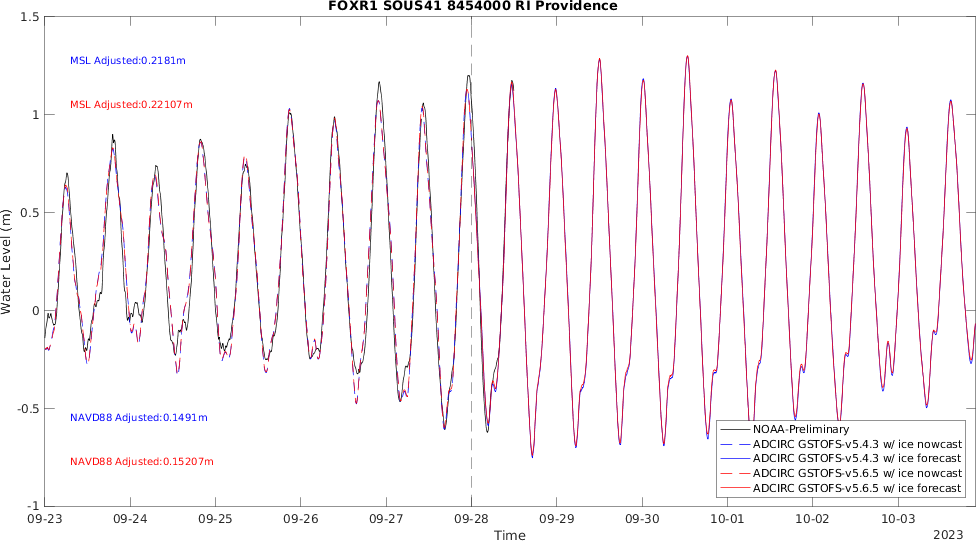 FOXR1 SOUS41 8454000 RI Providence
1.5
MSL Adjusted:0.2181m
MSL Adjusted:0.22107m
1
0.5
Water Level (m)
0
-0.5
NAVD88 Adjusted:0.1491m
NAVD88 Adjusted:0.15207m
NOAA-Preliminary
ADCIRC GSTOFS-v5.4.3 w/ ice nowcast
ADCIRC GSTOFS-v5.4.3 w/ ice forecast
ADCIRC GSTOFS-v5.6.5 w/ ice nowcast
ADCIRC GSTOFS-v5.6.5 w/ ice forecast
-1
09-23 09-24 09-25 09-26 09-27 09-28 09-29 09-30 10-01 10-02 10-03
Time
2023